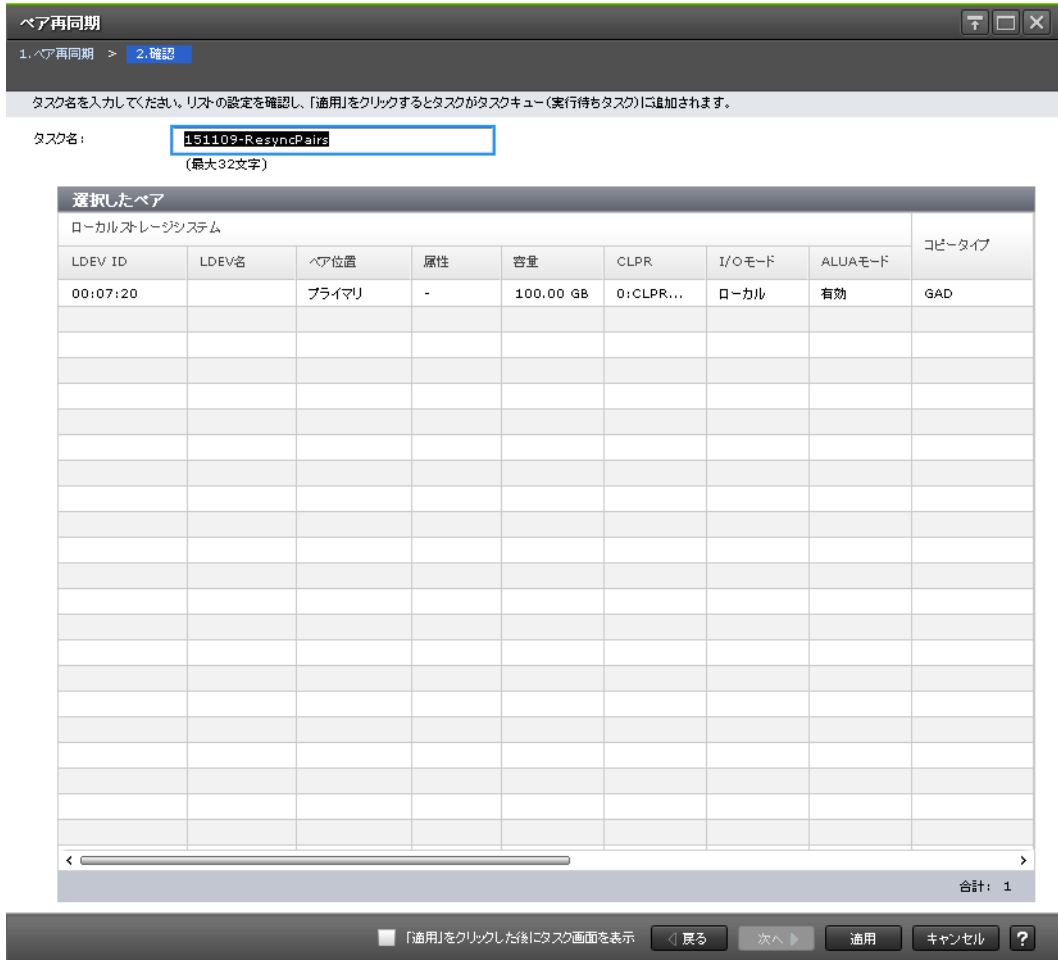 ペア再同期
1.ペア再同期 > 2.確認
タスク名を入力してください。リストの設定を確認し、「適用」をクリックするとタスクがタスクキュー(実行待ちタスク)に追加されます。
タスク名: 151109-ResyncPairs
(最大32文字)
選択したペア
ローカルストレージシステム コピータイプ
LDEV ID LDEV名 ペア位置 属性 容量 CLPR I/Oモード ALUAモード
00:07:20 プライマリ - 100.00 GB 0:CLPR... ローカル 有効 GAD
合計: 1
「適用」をクリックした後にタスク画面を表示 戻る 次へ 適用 キャンセル ?